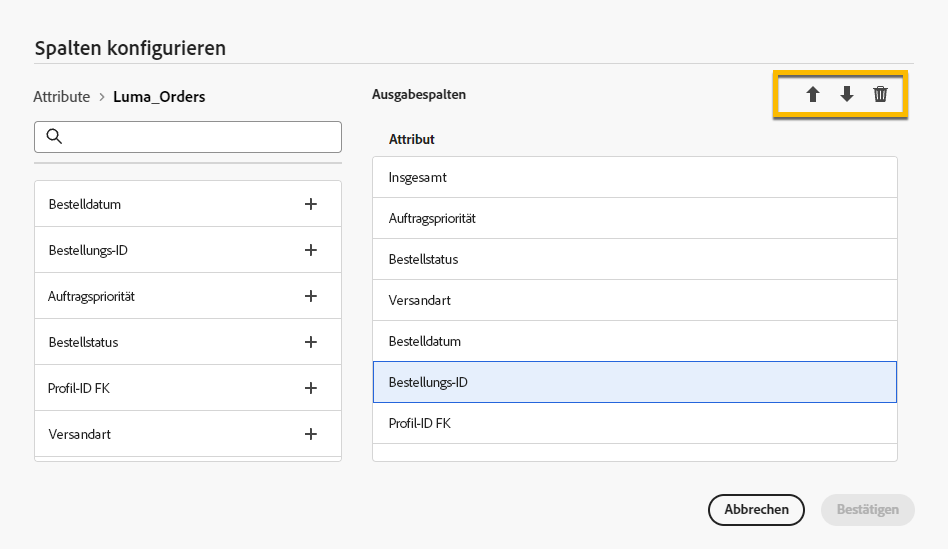 Spalten konfigurieren
Attribute > Luma_Orders
Bestelldatum
Bestellungs-ID
Auftragspriorität
Bestellstatus
Profil-ID FK
Versandart
Ausgabespalten
Attribut
Insgesamt
Auftragspriorität
Bestellstatus
Versandart
Bestelldatum
Bestellungs-ID
Profil-ID FK
Abbrechen
Bestätigen